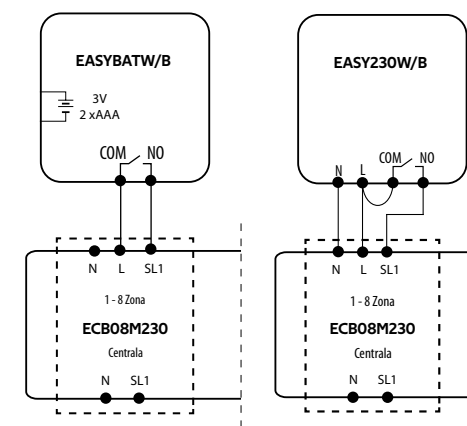 EASYBATW/B
3V
2 xAAA
COM NO
N L SL1
1 - 8 Zona
ECB08M230
Centrala
N SL1
EASY230W/B
N L COM NO
N L SL1
1 - 8 Zona
ECB08M230
Centrala
N SL1